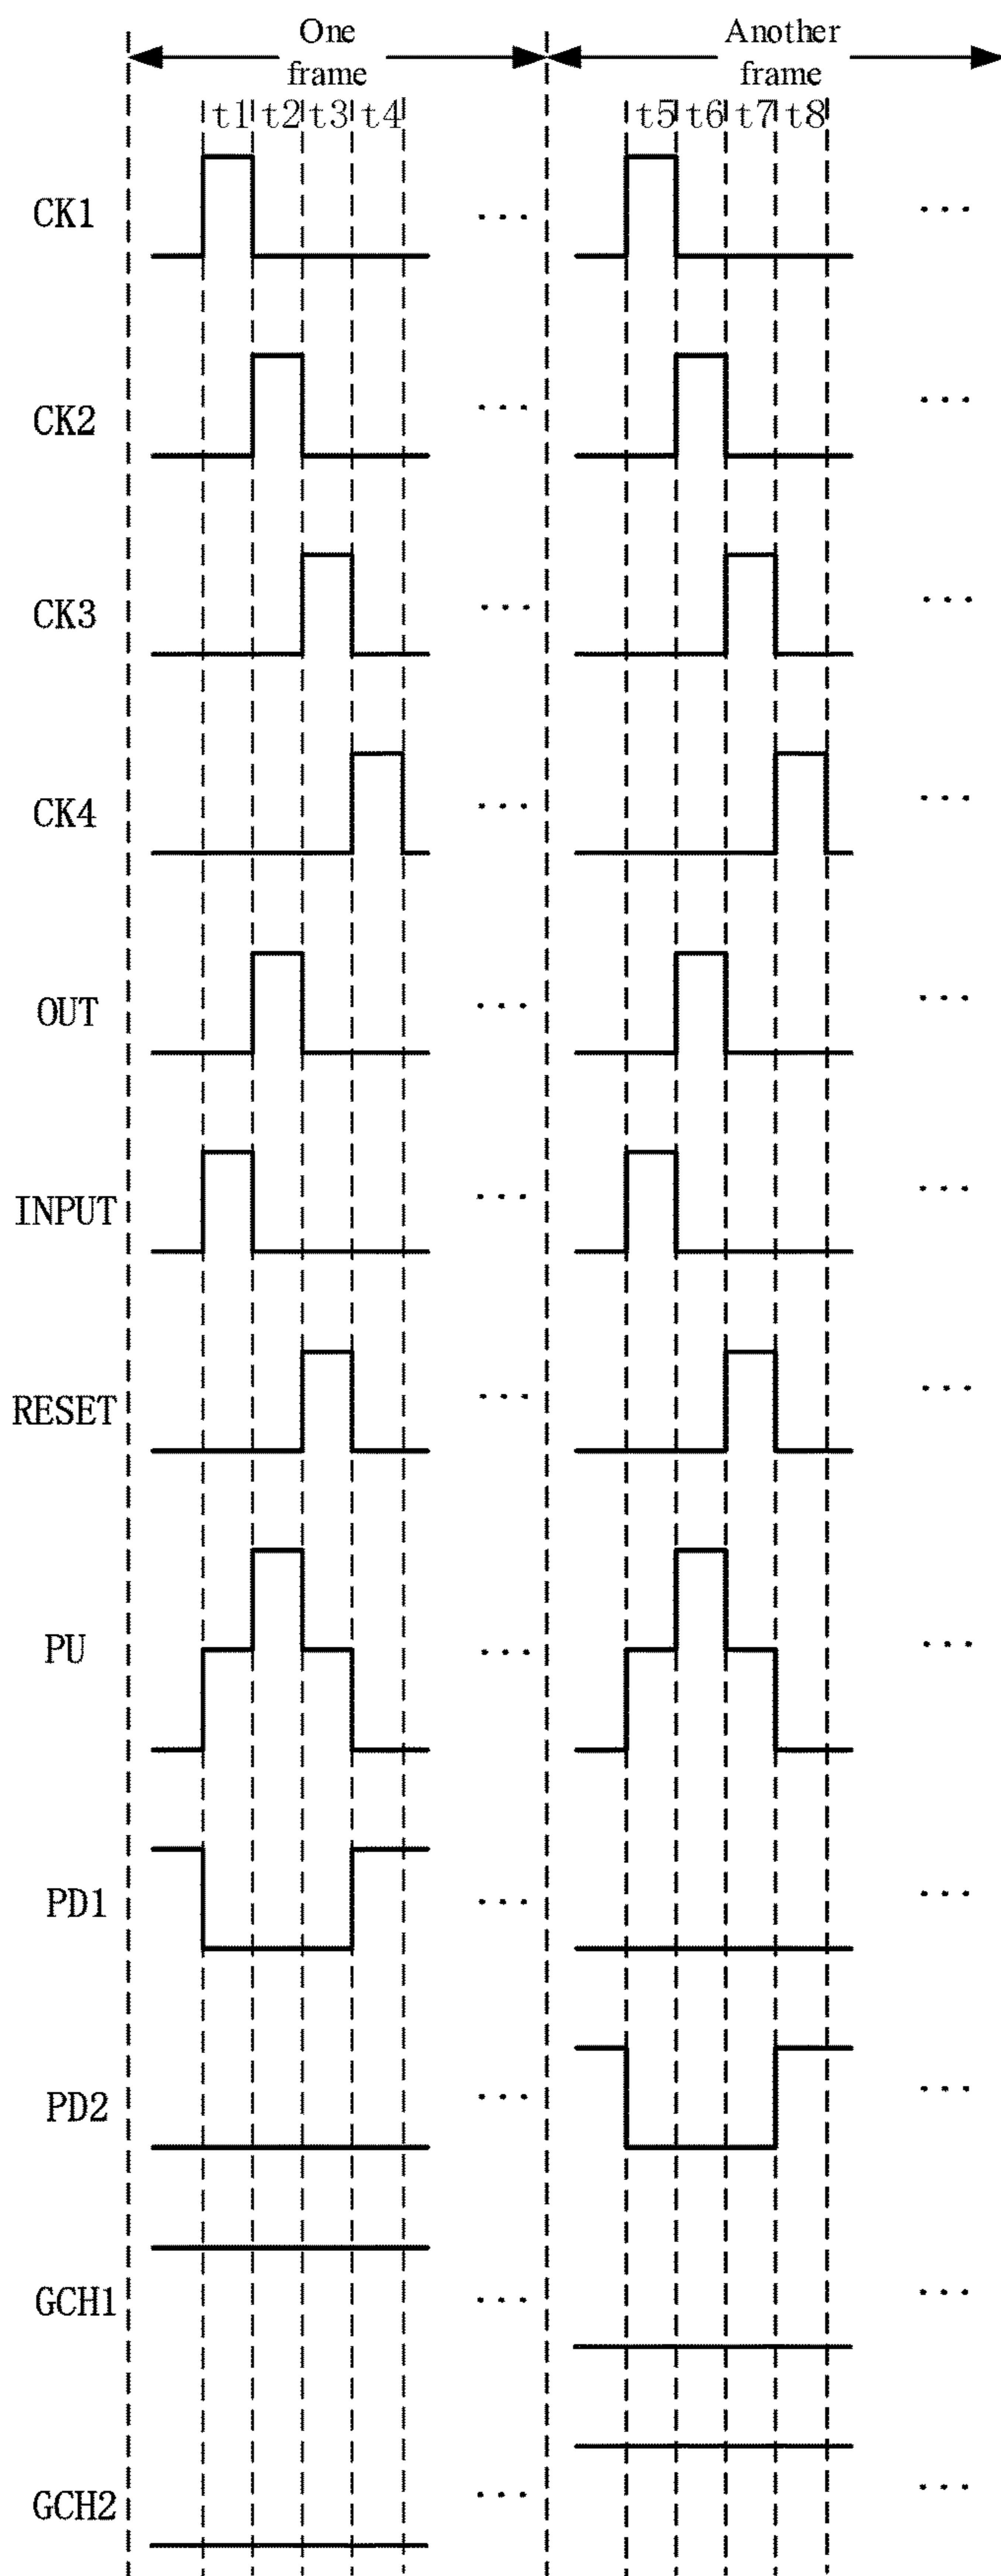 One frame
Another frame
t1 t2 t3 t4
t5 t6 t7 t8
CK1
...
...
CK2
...
...
CK3
...
...
CK4
...
...
OUT
...
...
INPUT
...
...
RESET
...
...
PU
...
...
PD1
...
...
PD2
...
...
GCH1
...
...
GCH2
...
...